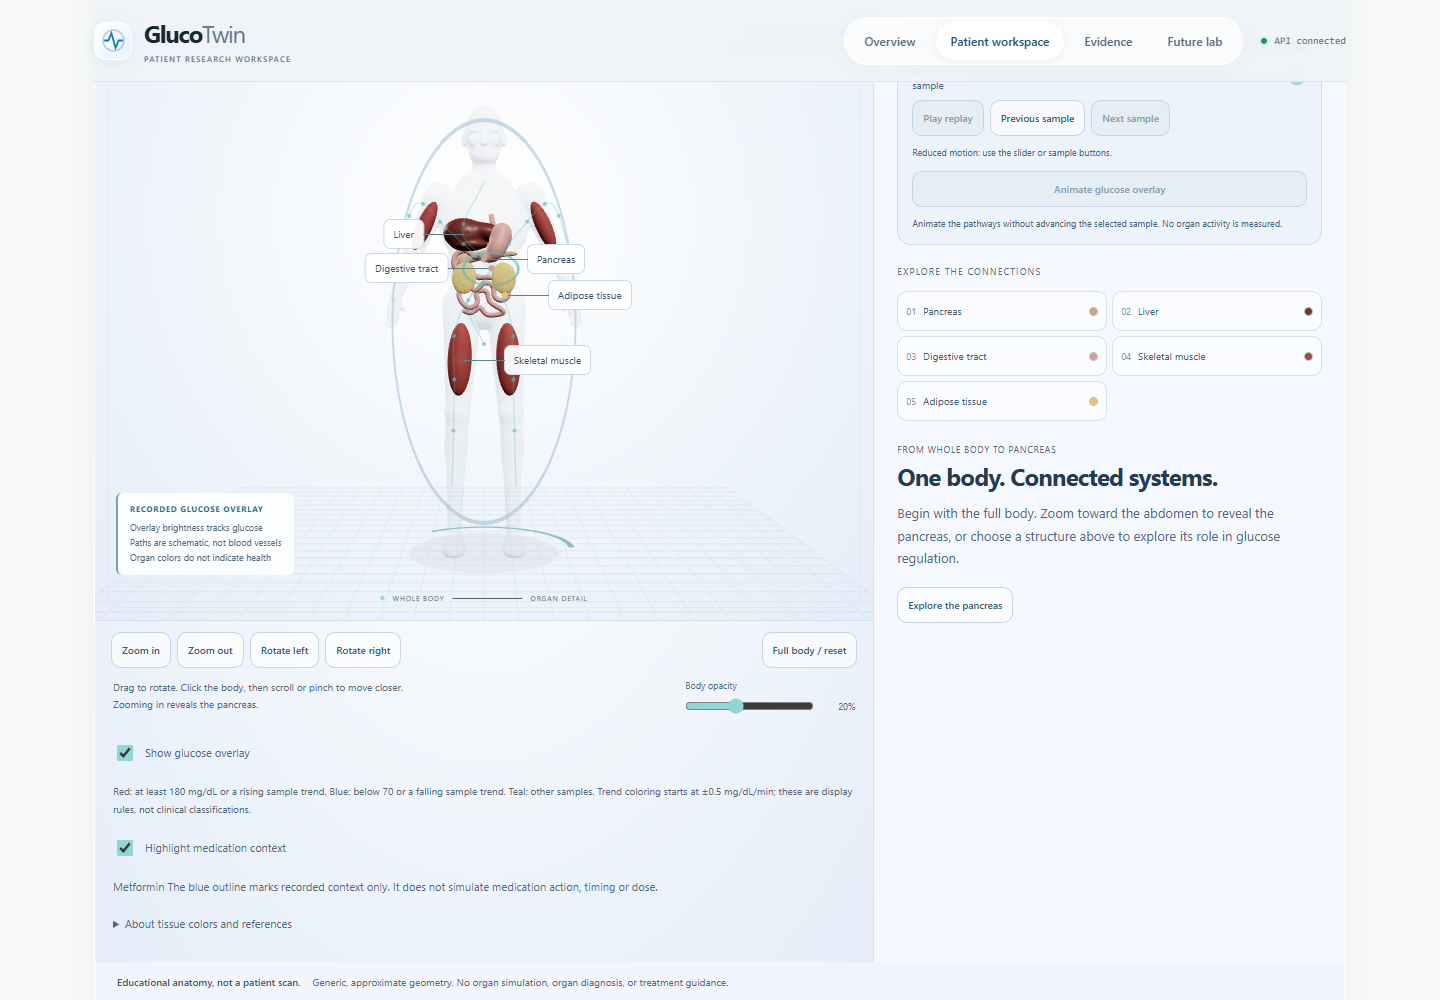 GlucoTwin
PATIENT RESEARCH WORKSPACE
Overview
Patient workspace
Evidence
Future lab
API connected
Liver
Digestive tract
Pancreas
Adipose tissue
Skeletal muscle
RECORDED GLUCOSE OVERLAY
Overlay brightness tracks glucose
Paths are schematic, not blood vessels
Organ colors do not indicate health
WHOLE BODY
ORGAN DETAIL
Zoom in
Zoom out
Rotate left
Rotate right
Full body / reset
Drag to rotate. Click the body, then scroll or pinch to move closer.
Zooming in reveals the pancreas.
Body opacity
20%
Show glucose overlay
Red: at least 180 mg/dL or a rising sample trend. Blue: below 70 or a falling sample trend. Teal: other samples. Trend coloring starts at ±0.5 mg/dL/min; these are display
rules, not clinical classifications.
Highlight medication context
Metformin The blue outline marks recorded context only. It does not simulate medication action, timing or dose.
About tissue colors and references
sample
Play replay
Previous sample
Next sample
Reduced motion: use the slider or sample buttons.
Animate glucose overlay
Animate the pathways without advancing the selected sample. No organ activity is measured.
EXPLORE THE CONNECTIONS
01 Pancreas
02 Liver
03 Digestive tract
04 Skeletal muscle
05 Adipose tissue
FROM WHOLE BODY TO PANCREAS
One body. Connected systems.
Begin with the full body. Zoom toward the abdomen to reveal the
pancreas, or choose a structure above to explore its role in glucose
regulation.
Explore the pancreas
Educational anatomy, not a patient scan. Generic, approximate geometry. No organ simulation, organ diagnosis, or treatment guidance.